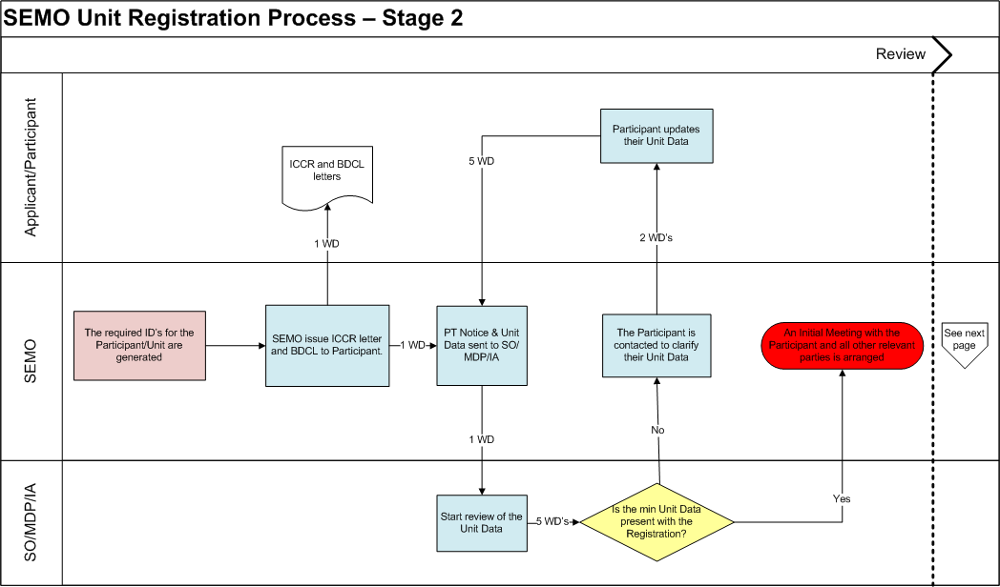 SEMO Unit Registration Process – Stage 2
Review
Applicant/Participant
ICCR and BDCL
letters
1 WD
5 WD
Participant updates
their Unit Data
2 WD's
SEMO
The required ID's for the
Participant/Unit are
generated
SEMO issue ICCR letter
and BDCL to Participant.
1 WD
PT Notice & Unit
Data sent to SO/
MDP/IA
The Participant is
contacted to clarify
their Unit Data
An Initial Meeting with the
Participant and all other relevant
parties is arranged
See next
page
1 WD
No
SO/MDP/IA
Start review of the
Unit Data
5 WD's
Is the min Unit Data
present with the
Registration?
Yes